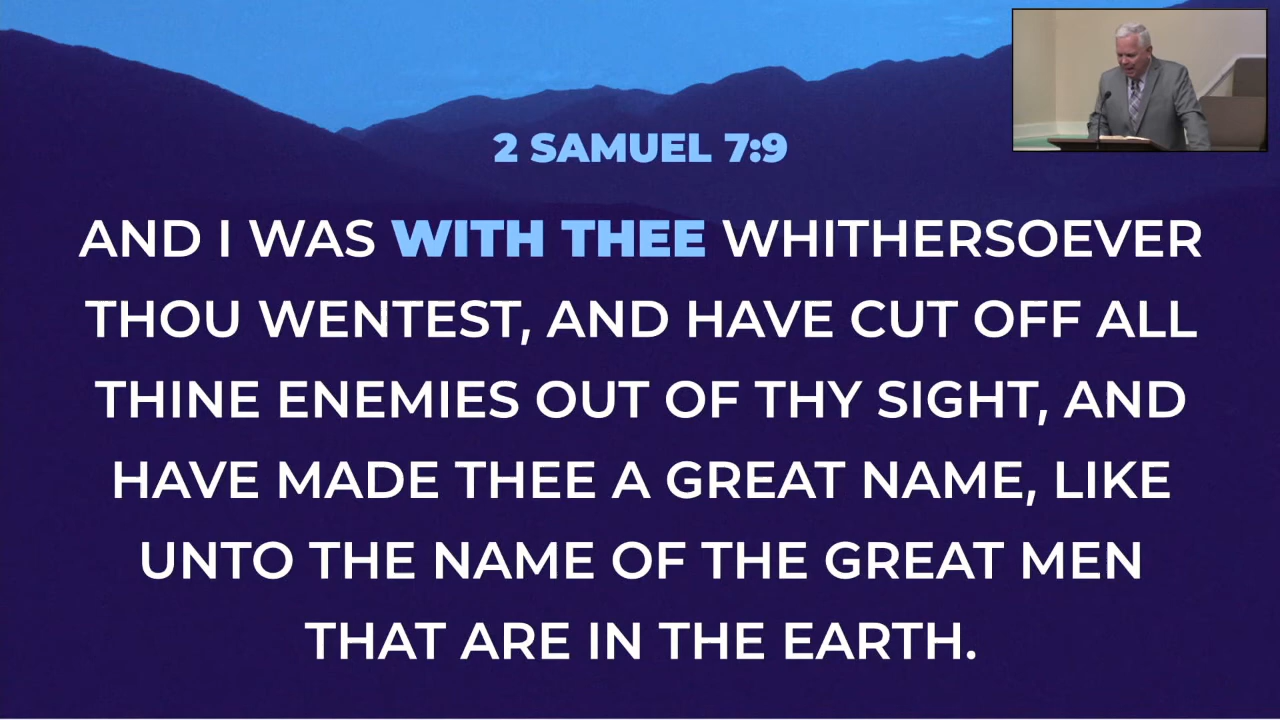 2 SAMUEL 7:9
AND I WAS WITH THEE WHITHERSOEVER
THOU WENTEST, AND HAVE CUT OFF ALL
THINE ENEMIES OUT OF THY SIGHT, AND
HAVE MADE THEE A GREAT NAME, LIKE
UNTO THE NAME OF THE GREAT MEN
THAT ARE IN THE EARTH.